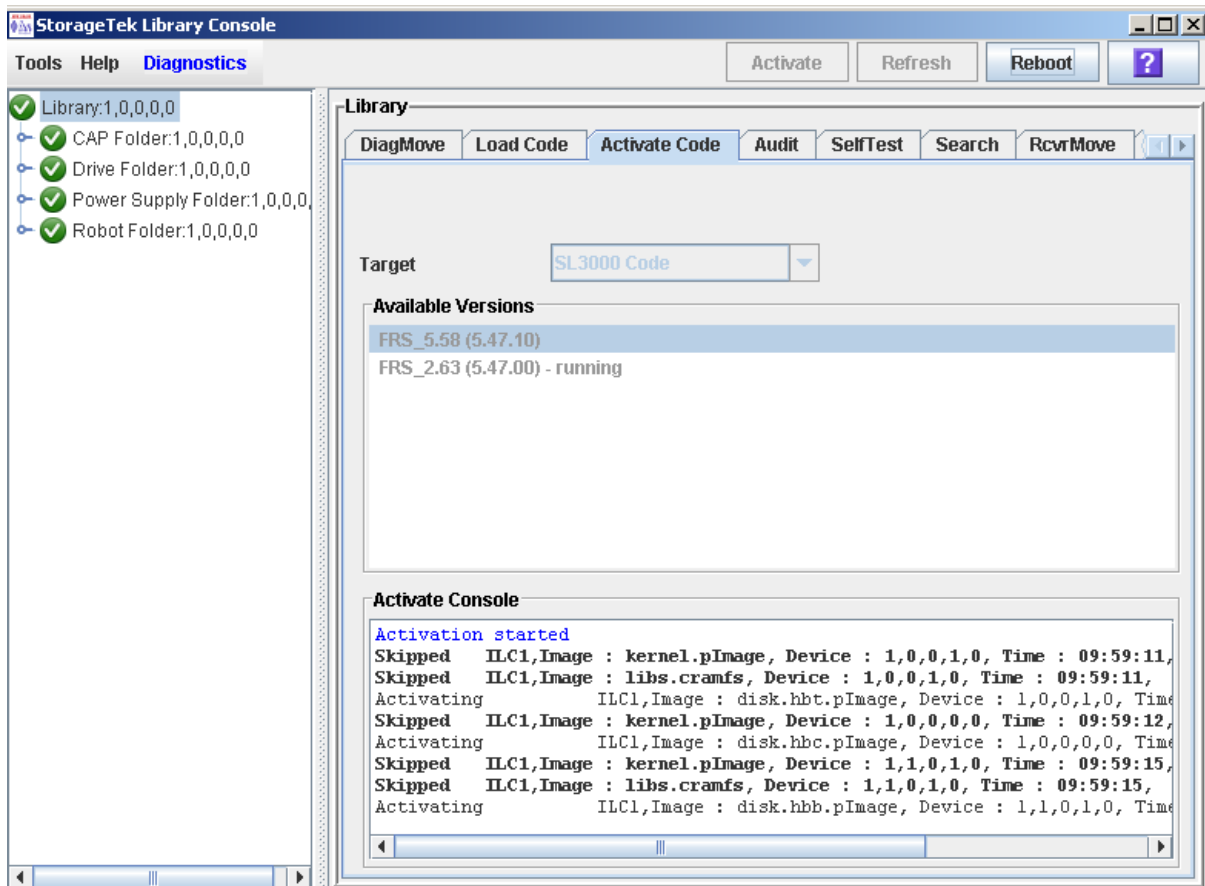 StorageTek Library Console
Tools Help Diagnostics Activate Refresh Reboot ?
Library:1,0,0,0,0
CAP Folder:1,0,0,0,0
Drive Folder:1,0,0,0,0
Power Supply Folder:1,0,0,0,
Robot Folder:1,0,0,0,0
Library
DiagMove Load Code Activate Code Audit SelfTest Search RcvrMove
Target SL3000 Code
Available Versions
FRS_5.58 (5.47.10)
FRS_2.63 (5.47.00) - running
Activate Console
Activation started
Skipped ILC1,Image : kernel.pImage, Device : 1,0,0,1,0, Time : 09:59:11,
Skipped ILC1,Image : libs.cramfs, Device : 1,0,0,1,0, Time : 09:59:11,
Activating ILC1,Image : disk.hbt.pImage, Device : 1,0,0,1,0, Time
Skipped ILC1,Image : kernel.pImage, Device : 1,0,0,0,0, Time : 09:59:12,
Activating ILC1,Image : disk.hbc.pImage, Device : 1,0,0,0,0, Time
Skipped ILC1,Image : kernel.pImage, Device : 1,1,0,1,0, Time : 09:59:15,
Skipped ILC1,Image : libs.cramfs, Device : 1,1,0,1,0, Time : 09:59:15,
Activating ILC1,Image : disk.hbb.pImage, Device : 1,1,0,1,0, Time